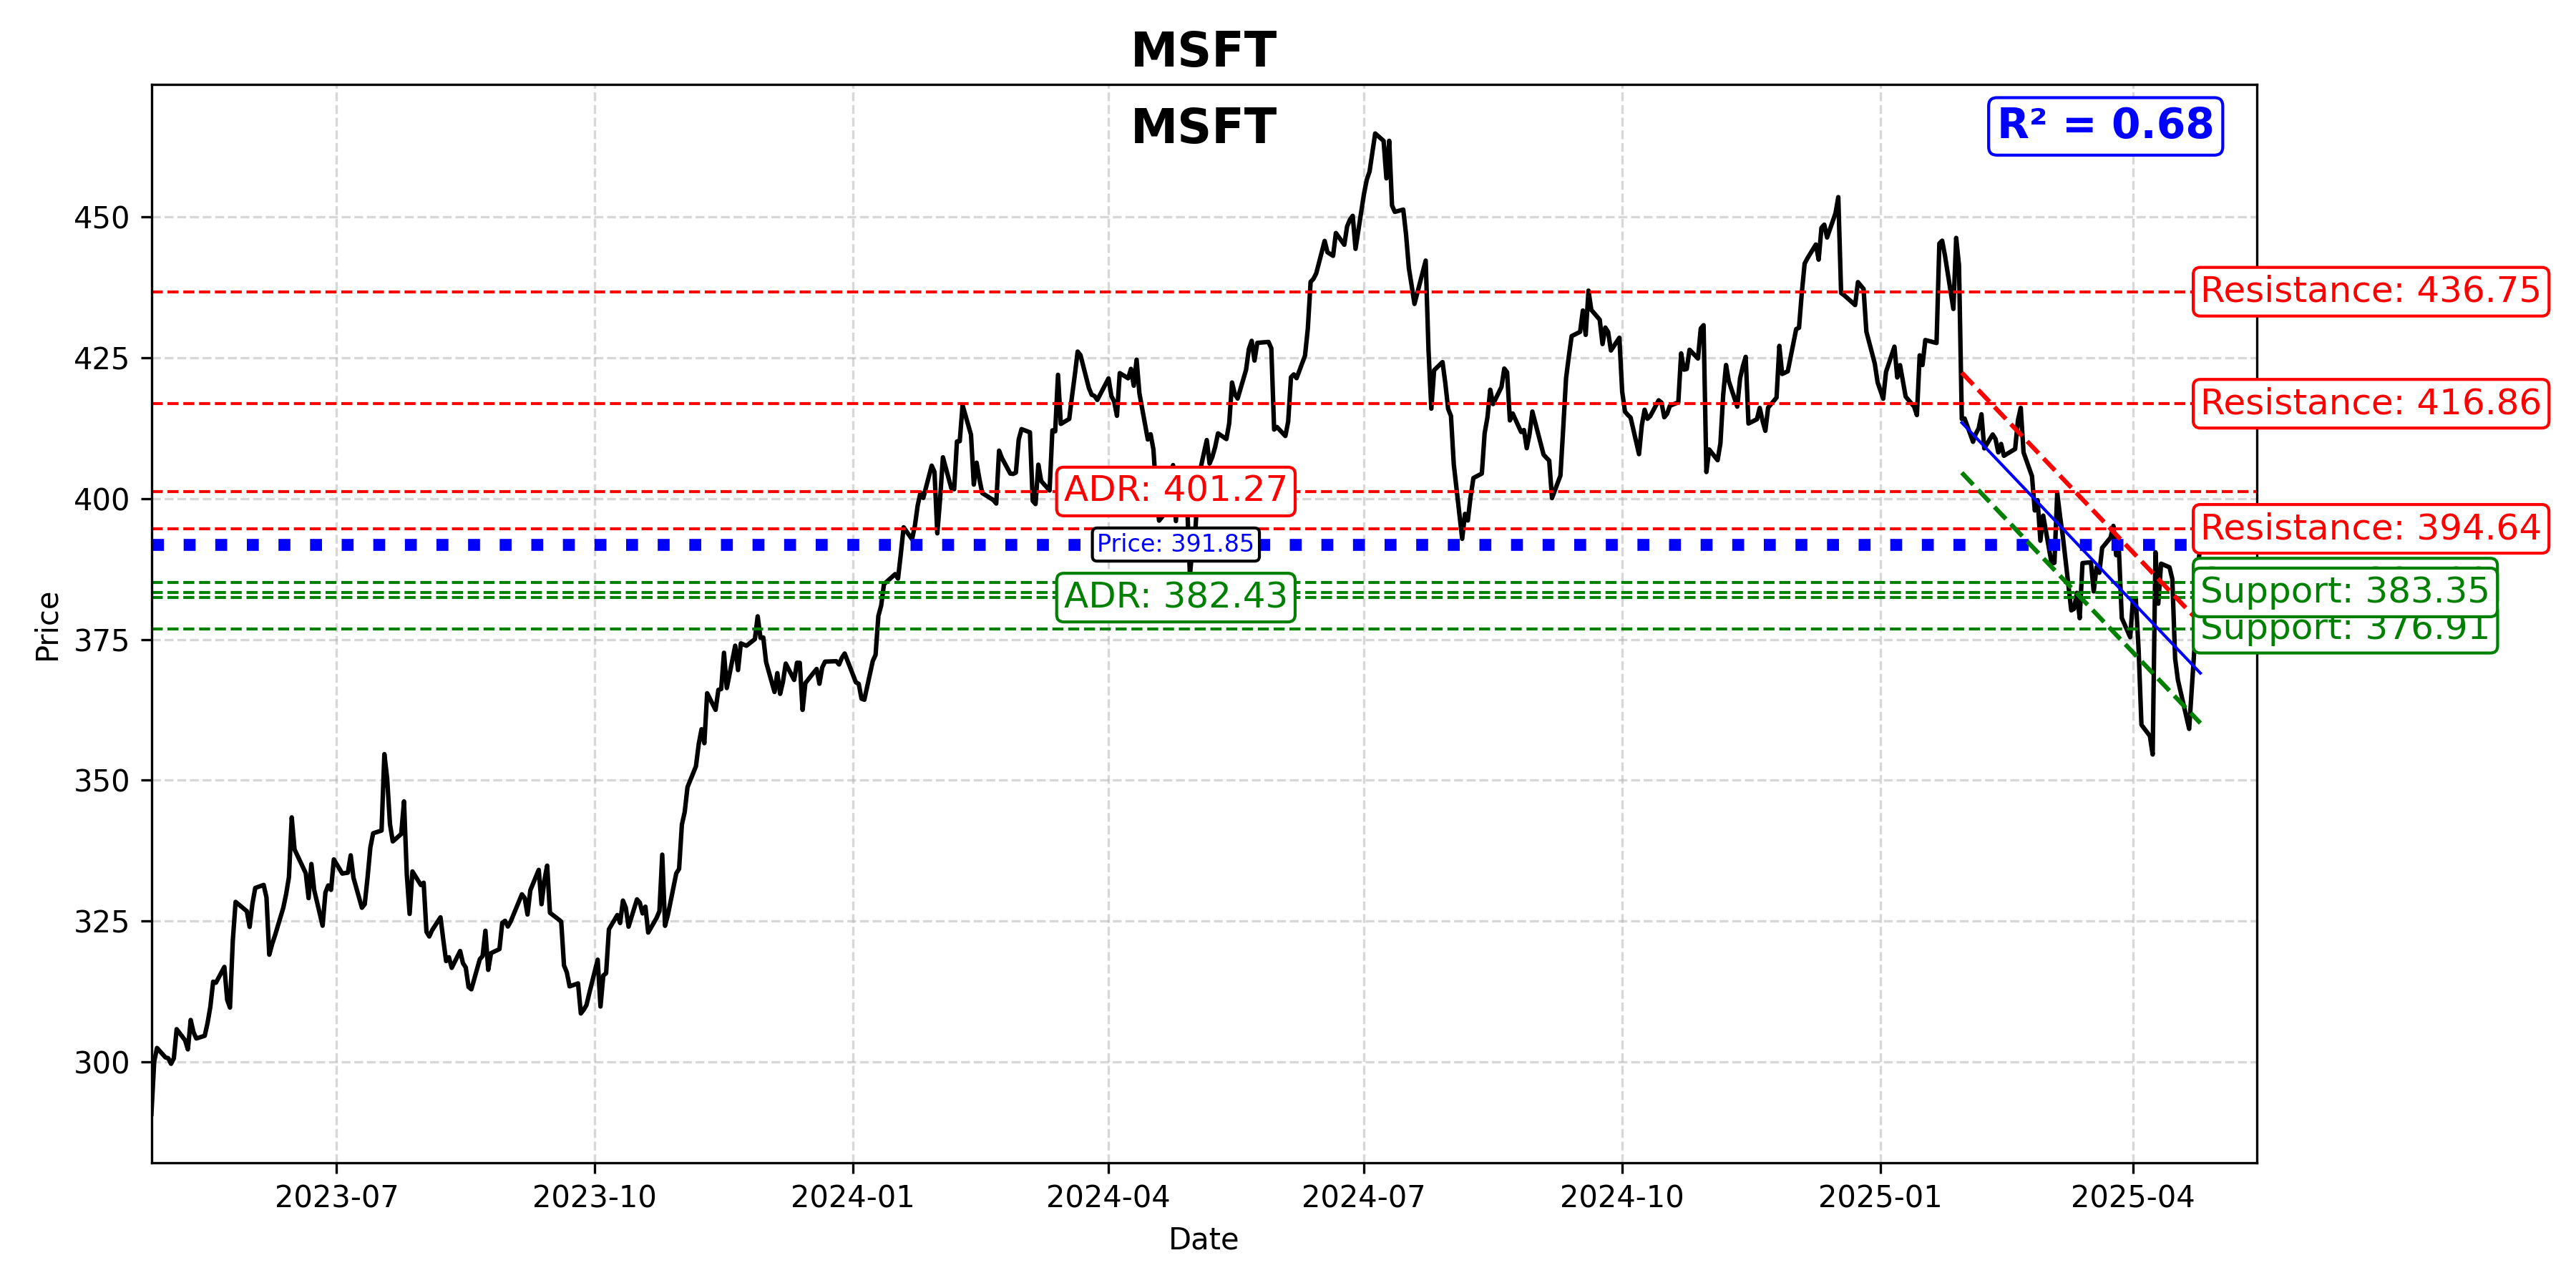 MSFT
MSFT
R² = 0.68
450
425
400
375
350
325
300
Price
Resistance: 436.75
Resistance: 416.86
ADR: 401.27
Resistance: 394.64
Price: 391.85
ADR: 382.43
Support: 383.35
Support: 376.91
2023-07
2023-10
2024-01
2024-04
2024-07
2024-10
2025-01
2025-04
Date